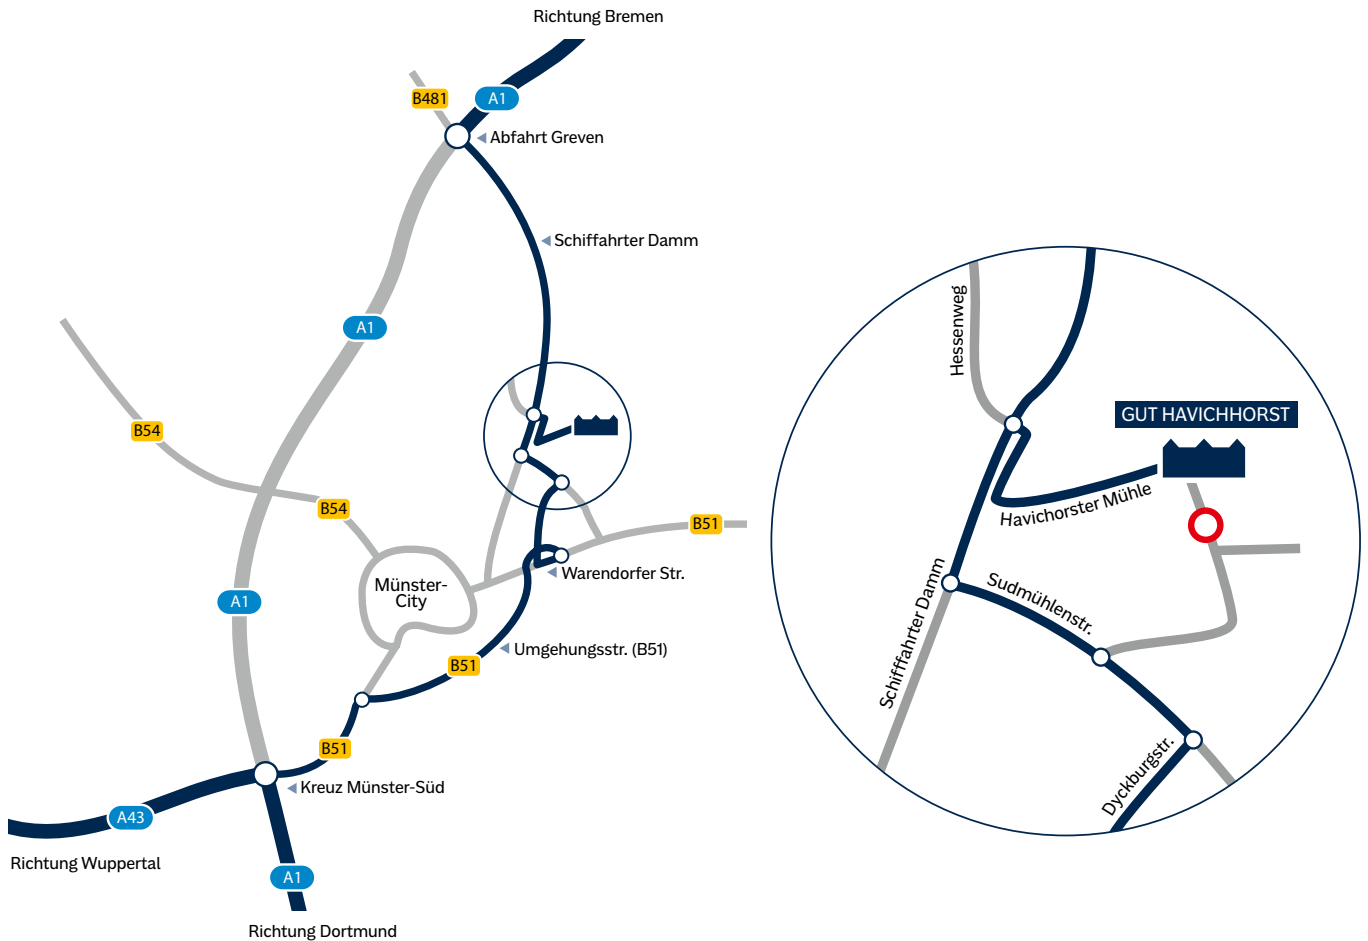 Richtung Bremen
B481
A1
Abfahrt Greven
Schiffahrter Damm
A1
B54
B54
B51
Münster-
City
Warendorfer Str.
A1
Umgehungsstr. (B51)
B51
B51
Kreuz Münster-Süd
A43
Richtung Wuppertal
A1
Richtung Dortmund
Hessenweg
GUT HAVICHHORST
Havichorster Mühle
Schifffahrter Damm
Sudmühlenstr.
Dyckburgstr.